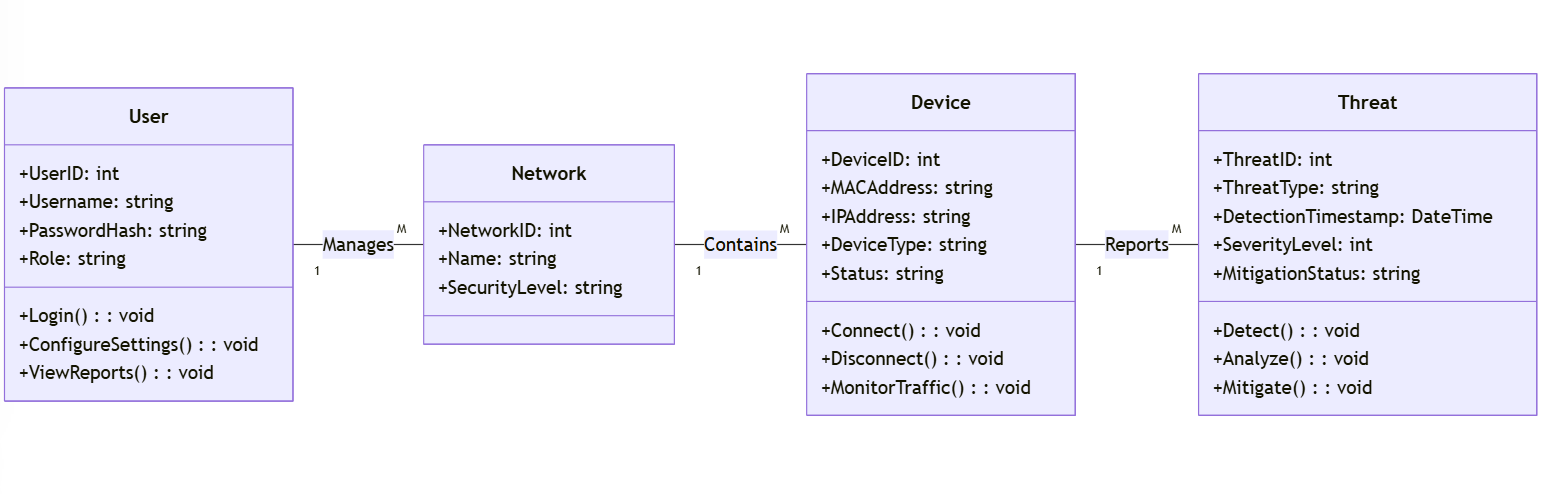 User
+UserID: int
+Username: string
+PasswordHash: string
+Role: string
+Login() : : void
+ConfigureSettings() : : void
+ViewReports() : : void
Manages
1
M
Network
+NetworkID: int
+Name: string
+SecurityLevel: string
Contains
1
M
Device
+DeviceID: int
+MACAddress: string
+IPAddress: string
+DeviceType: string
+Status: string
+Connect() : : void
+Disconnect() : : void
+MonitorTraffic() : : void
Reports
1
M
Threat
+ThreatID: int
+ThreatType: string
+DetectionTimestamp: DateTime
+SeverityLevel: int
+MitigationStatus: string
+Detect() : : void
+Analyze() : : void
+Mitigate() : : void